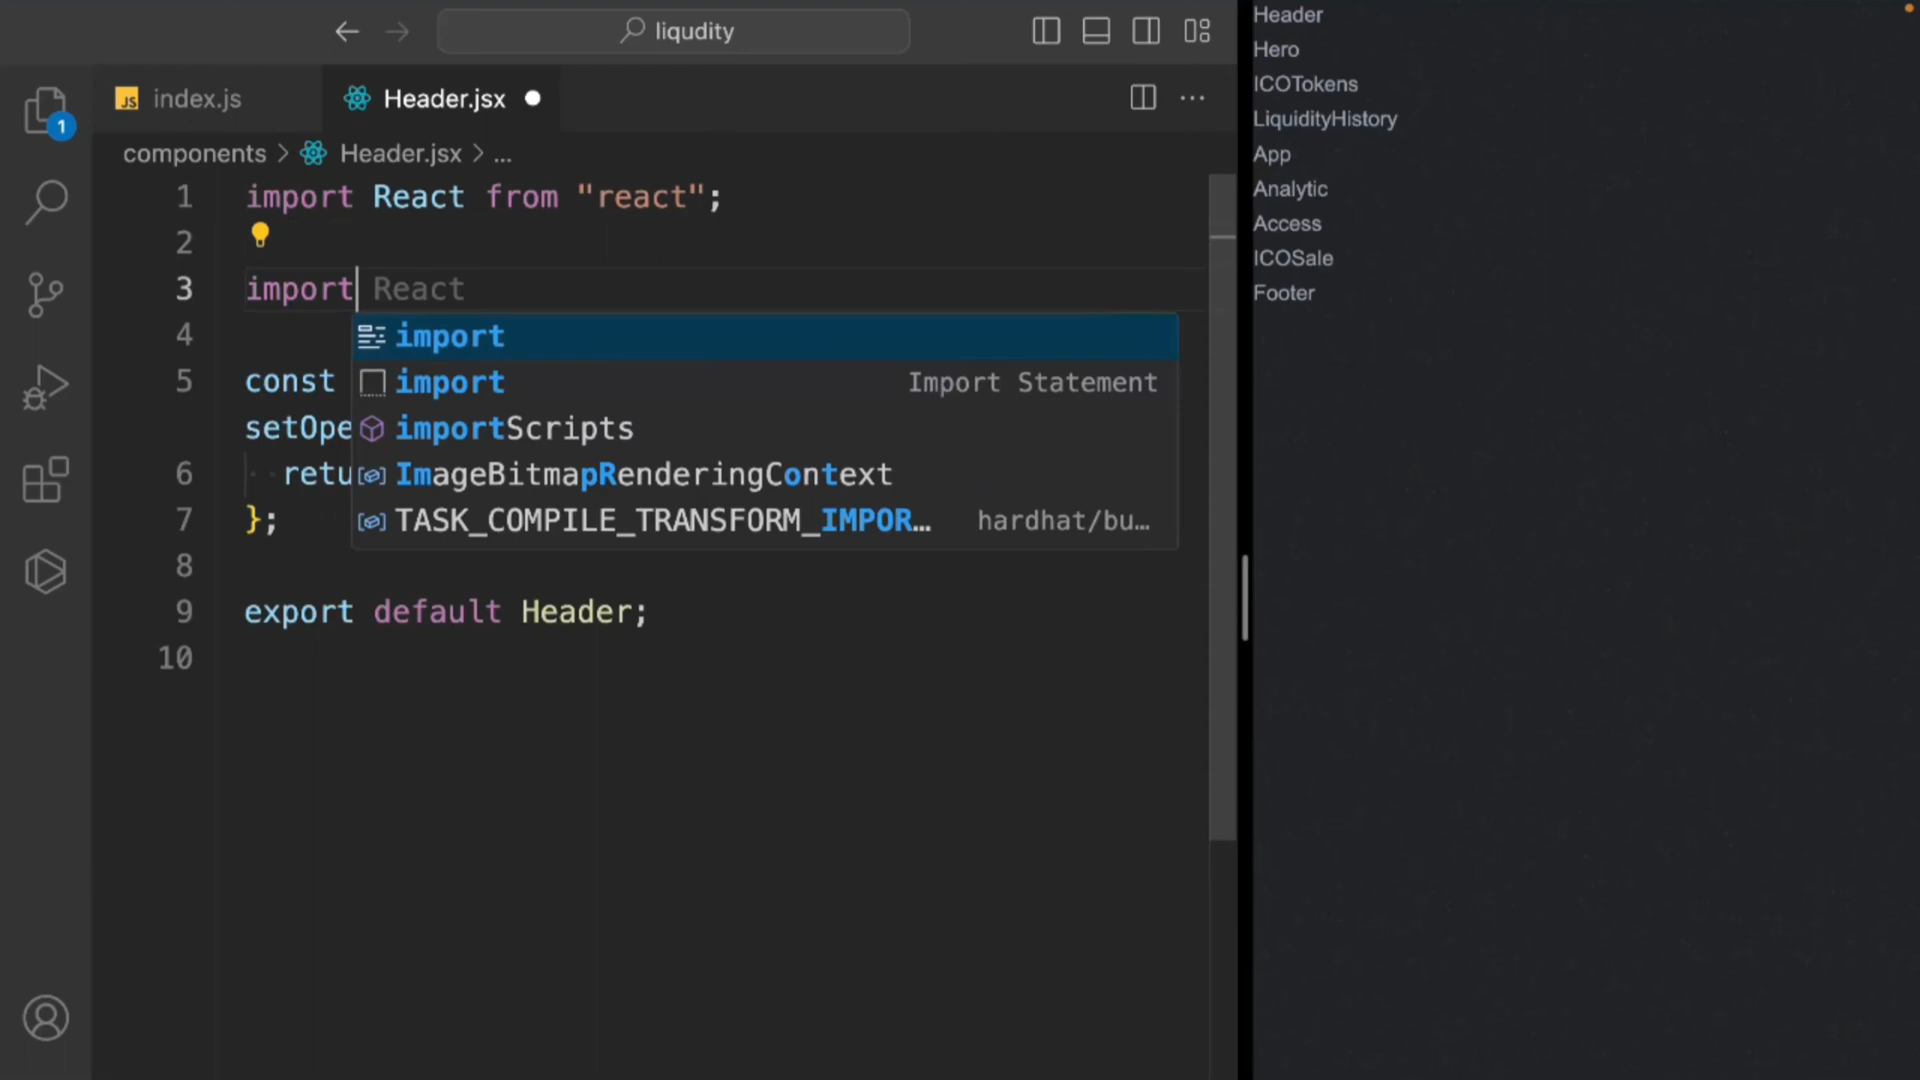 liqudity
index.js
Header.jsx
1
components > Header.jsx > ...
1 import React from "react";
2
3 import React
4 import
5 const import Import Statement
setOpe importScripts
6 retu ImageBitmapRenderingContext
7 }; TASK_COMPILE_TRANSFORM_IMPOR… hardhat/bu…
8
9 export default Header;
10
Header
Hero
ICOTokens
LiquidityHistory
App
Analytic
Access
ICOSale
Footer